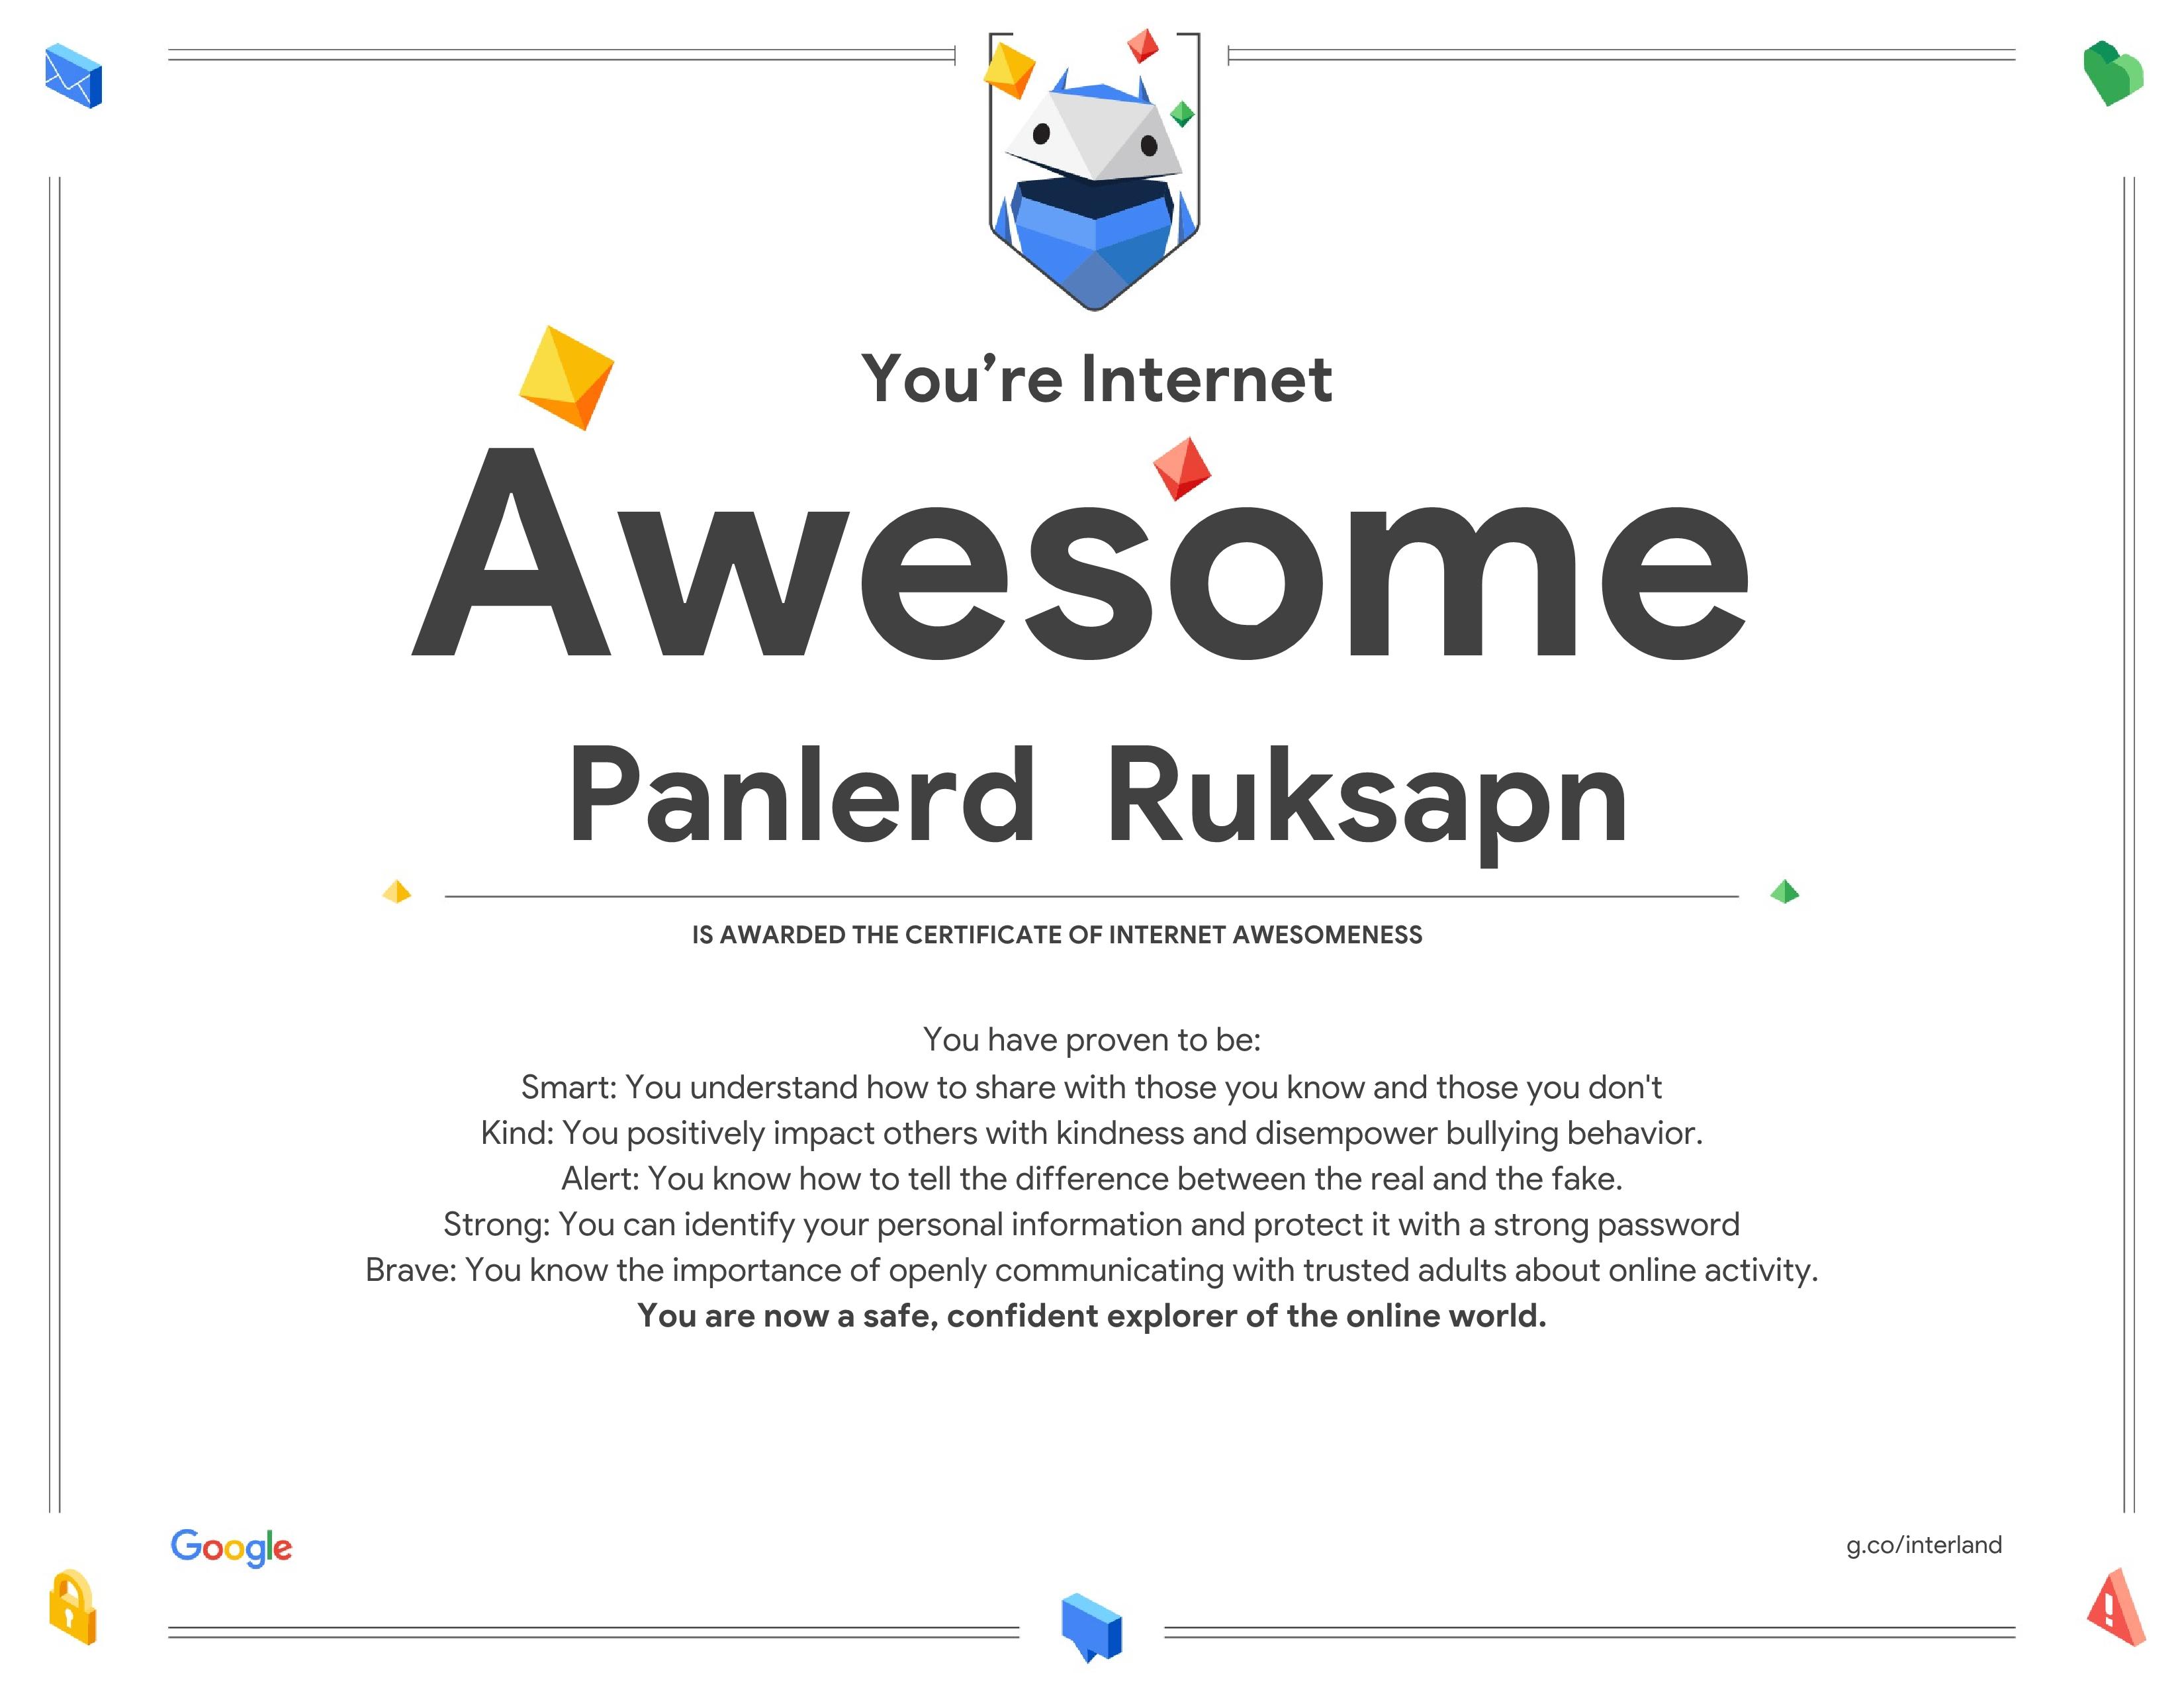 You’re Internet
Awesome
Panlerd Ruksapn
IS AWARDED THE CERTIFICATE OF INTERNET AWESOMENESS
You have proven to be:
Smart: You understand how to share with those you know and those you don't
Kind: You positively impact others with kindness and disempower bullying behavior.
Alert: You know how to tell the difference between the real and the fake.
Strong: You can identify your personal information and protect it with a strong password
Brave: You know the importance of openly communicating with trusted adults about online activity.
You are now a safe, confident explorer of the online world.
Google
g.co/interland